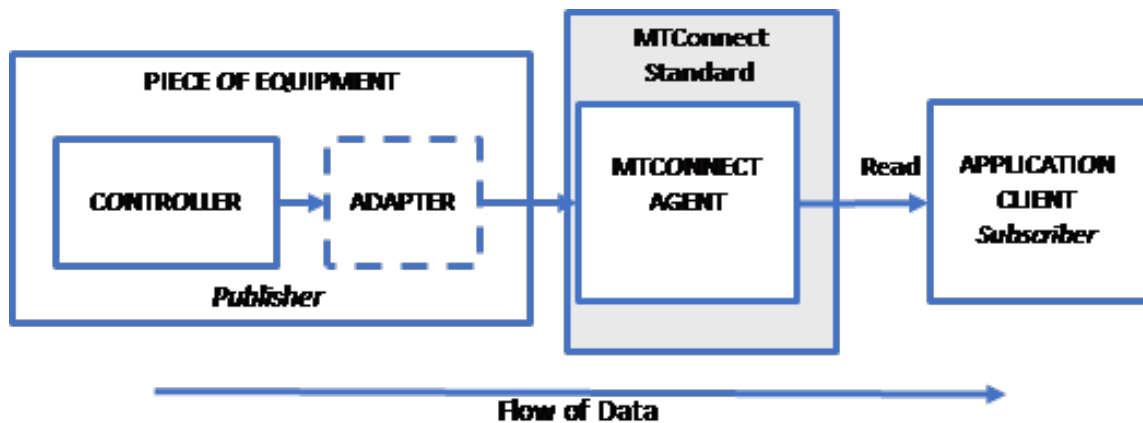 MTConnect
Standard
PIECE OF EQUIPMENT
CONTROLLER
ADAPTER
Publisher
MTCONNECT
AGENT
Read
APPLICATION
CLIENT
Subscriber
Flow of Data